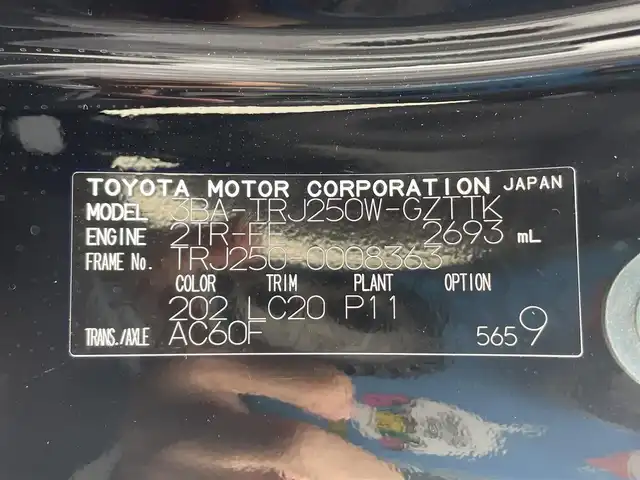 TOYOTA MOTOR CORPORATION JAPAN
MODEL 3BA-TRJ250W-GZTTK
ENGINE 2TR-FE 2693 mL
FRAME No. TRJ250-0008363
COLOR TRIM PLANT OPTION
202 LC20 P11
TRANS./AXLE AC60F 5659